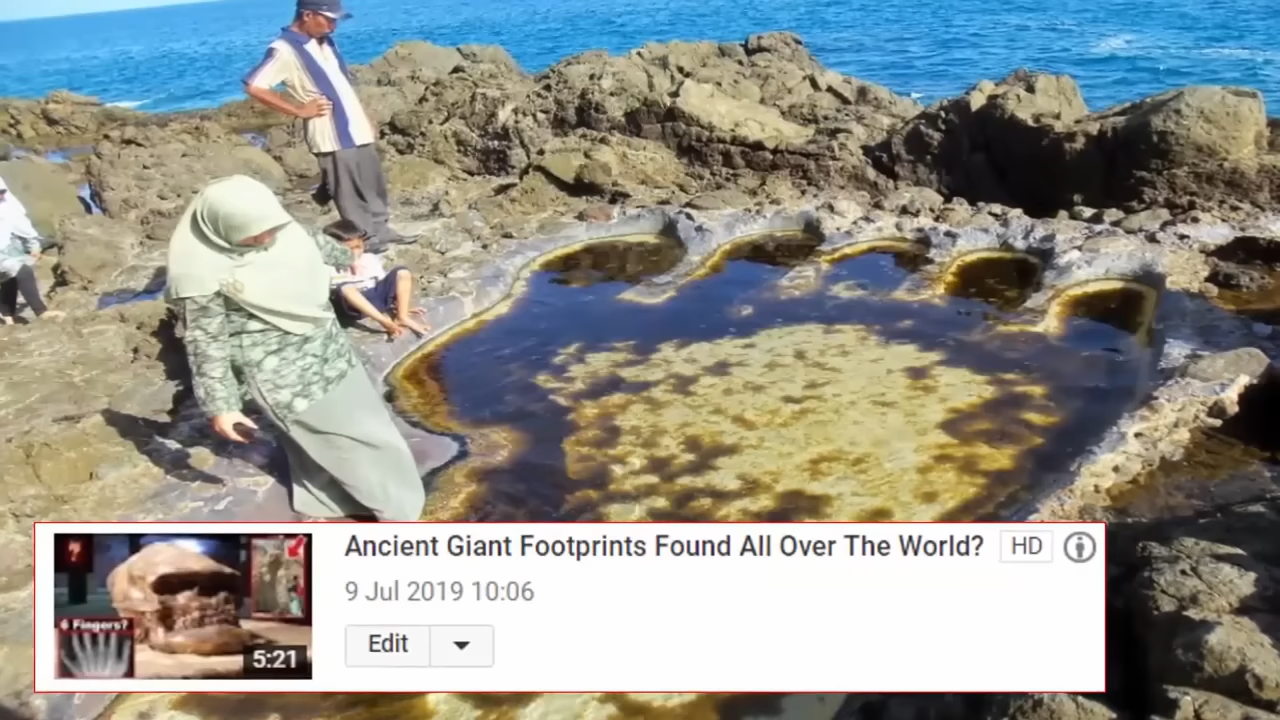 Ancient Giant Footprints Found All Over The World?
HD
9 Jul 2019 10:06
Edit
?
6 Fingers?
5:21